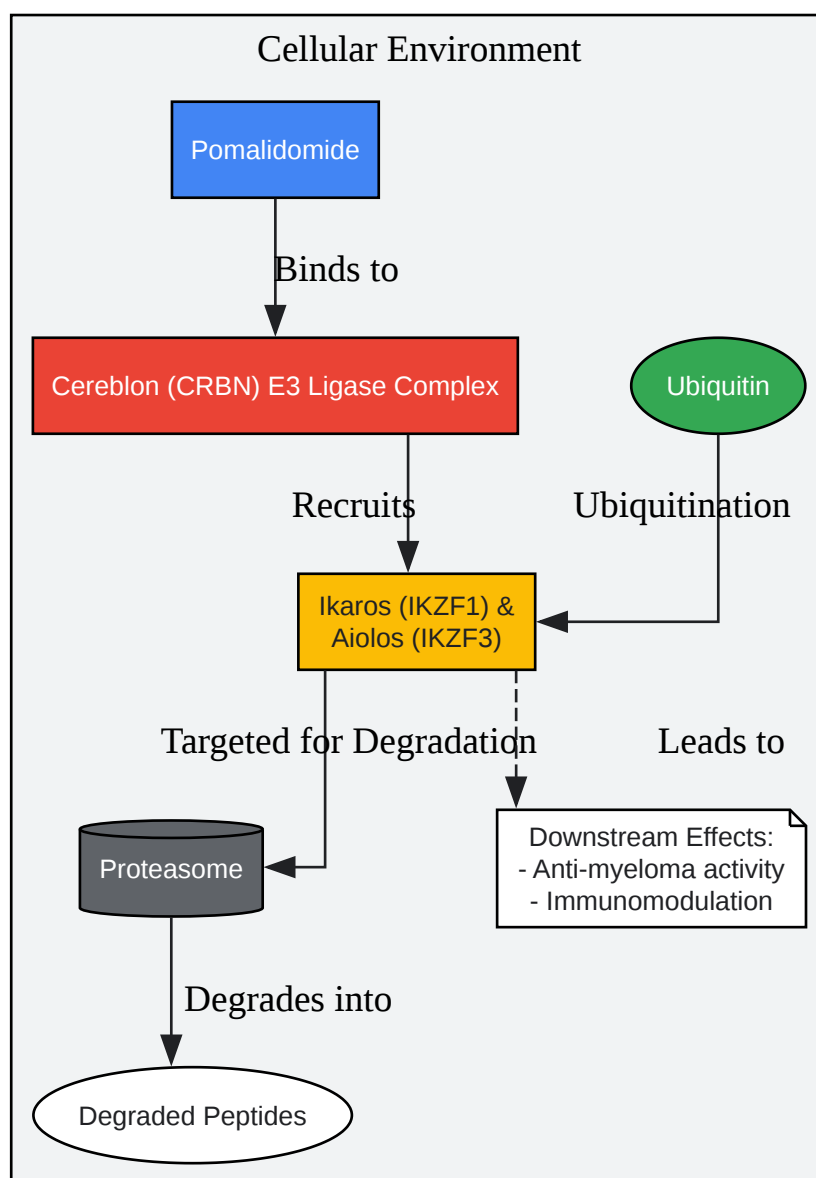 Cellular Environment
Pomalidomide
Binds to
Cereblon (CRBN) E3 Ligase Complex
Ubiquitin
Recruits
Ubiquitination
Ikaros (IKZF1) &
Aiolos (IKZF3)
Targeted for Degradation
Leads to
Proteasome
Downstream Effects:
- Anti-myeloma activity
- Immunomodulation
Degrades into
Degraded Peptides